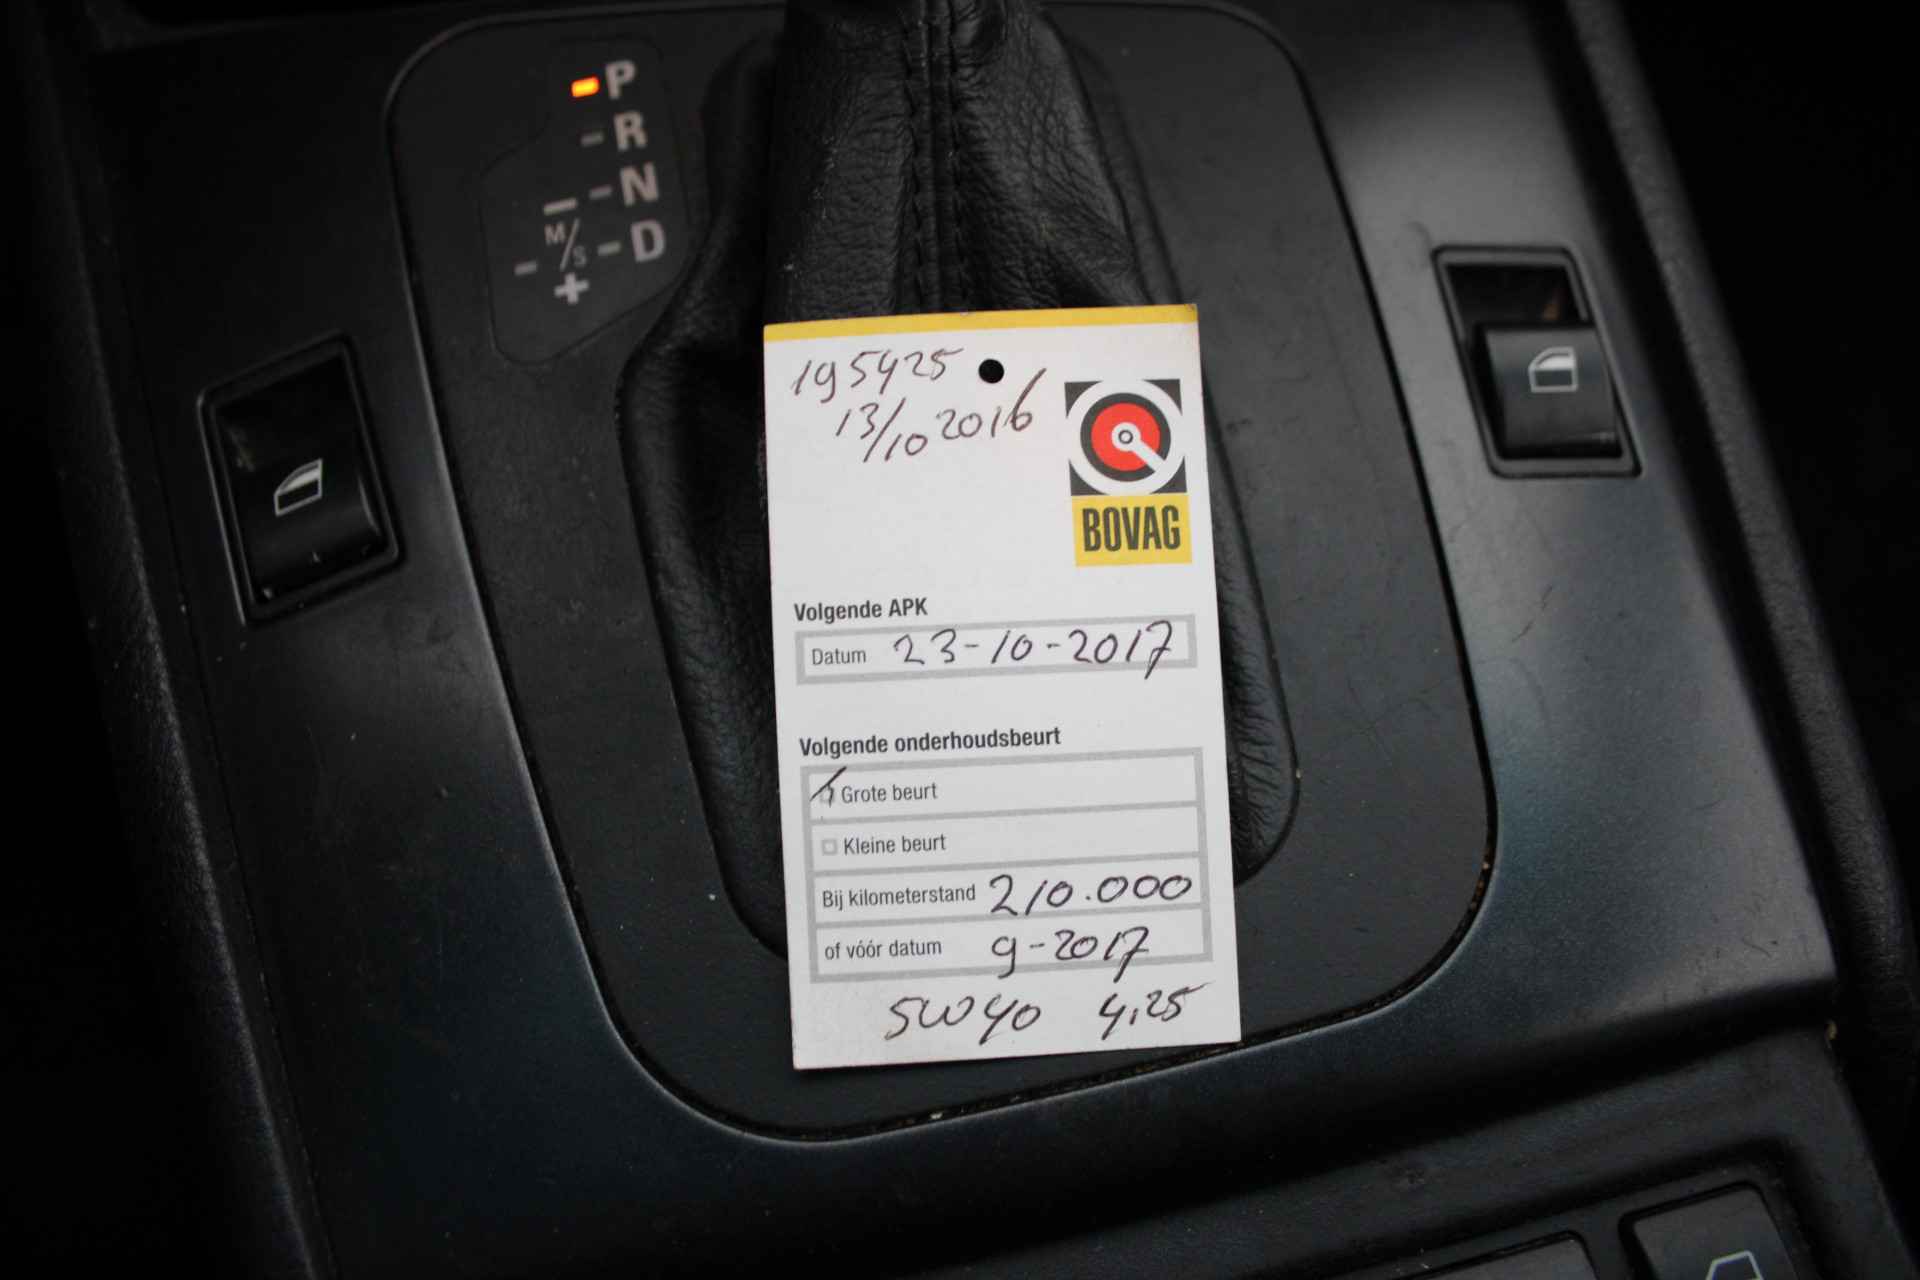 P
R
N
M/S D
+
195425
13/10 2016
BOVAG
Volgende APK
Datum 23-10-2017
Volgende onderhoudsbeurt
Grote beurt
Kleine beurt
Bij kilometerstand 210.000
of vóór datum 9-2017
5W40 4,25